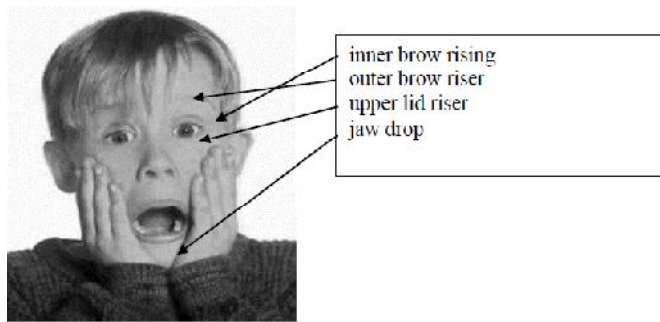 inner brow rising
outer brow riser
upper lid riser
jaw drop